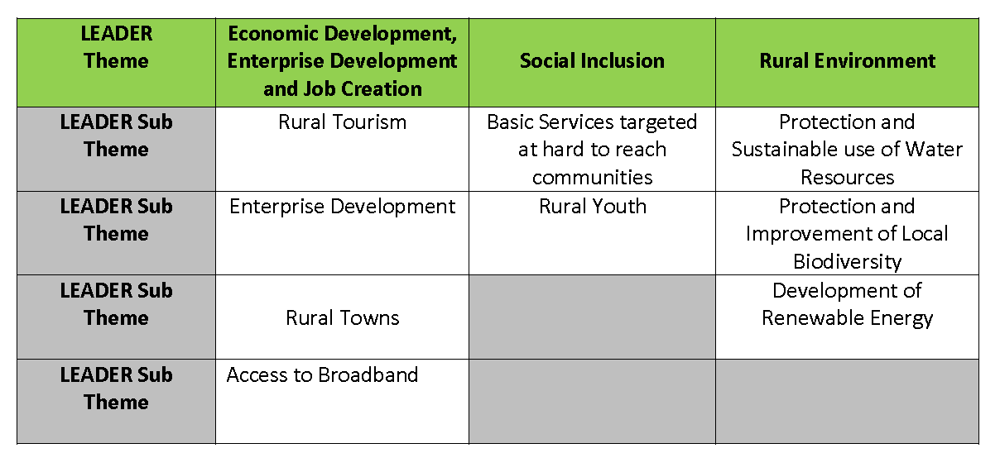 LEADER
Theme
Economic Development,
Enterprise Development
and Job Creation
Social Inclusion
Rural Environment
LEADER Sub
Theme
Rural Tourism
Basic Services targeted
at hard to reach
communities
Protection and
Sustainable use of Water
Resources
LEADER Sub
Theme
Enterprise Development
Rural Youth
Protection and
Improvement of Local
Biodiversity
LEADER Sub
Theme
Rural Towns
Development of
Renewable Energy
LEADER Sub
Theme
Access to Broadband